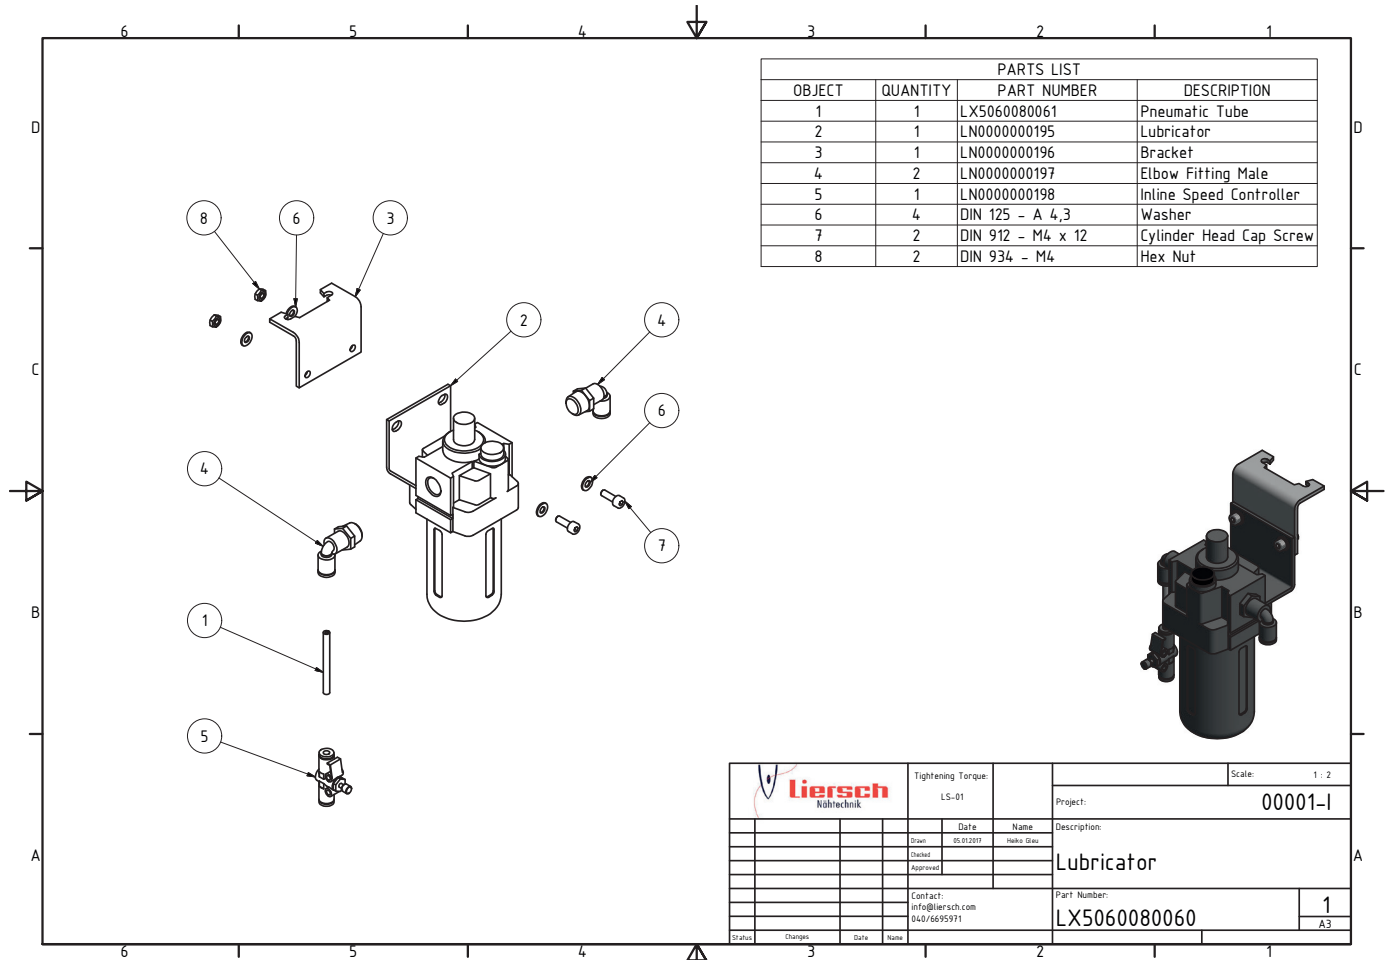 6 5 4 3 2 1
PARTS LIST
OBJECT QUANTITY PART NUMBER DESCRIPTION
1 1 LX5060080061 Pneumatic Tube
2 1 LN0000000195 Lubricator
3 1 LN0000000196 Bracket
4 2 LN0000000197 Elbow Fitting Male
5 1 LN0000000198 Inline Speed Controller
6 4 DIN 125 - A 4,3 Washer
7 2 DIN 912 - M4 x 12 Cylinder Head Cap Screw
8 2 DIN 934 - M4 Hex Nut
D D
8 6 3
2 4
C C
6
4
7
B B
1
5
Liersch
Nähtechnik
Tightening Torque:
LS-01
Scale: 1 : 2
Project: 00001-I
Date Name
Drawn 05.01.2017 Heiko Gleu
Checked
Approved
Description:
Lubricator
A A
Contact:
info@liersch.com
040/6695971
Part Number:
LX5060080060
1
A3
Status Changes Date Name
6 5 4 3 2 1